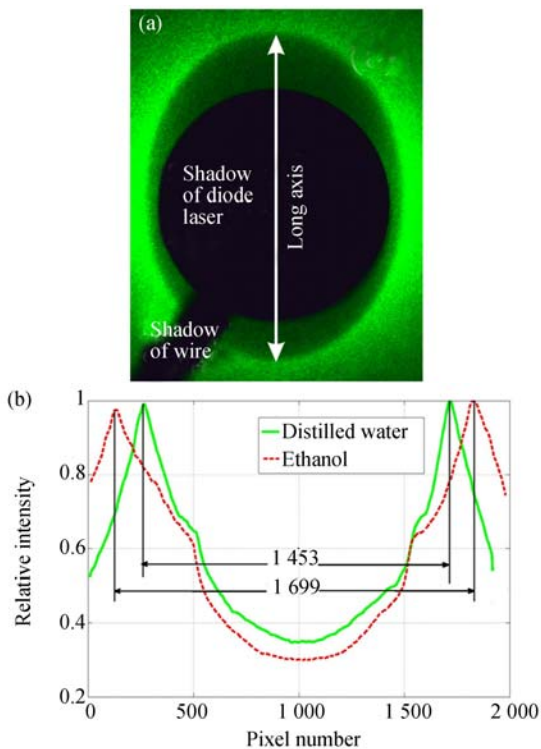 (a)
Shadow
of diode
laser
Long axis
Shadow
of wire
(b)
1
0.8
0.6
0.4
0.2
Relative intensity
Distilled water
Ethanol
1 453
1 699
0
500
1 000
1 500
2 000
Pixel number